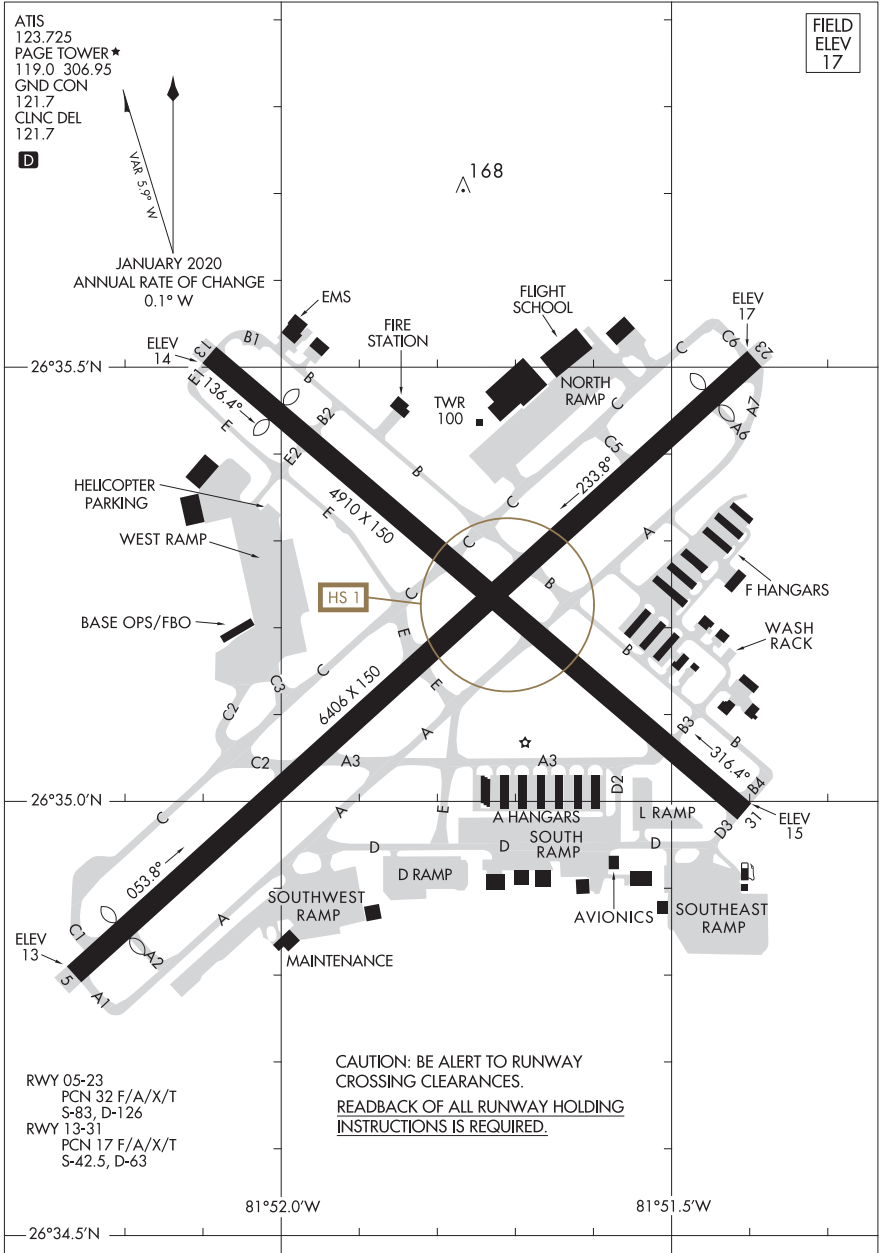 ATIS
123.725
PAGE TOWER★
119.0 306.95
GND CON
121.7
CLNC DEL
121.7
D
FIELD
ELEV
17
VAR 5.9° W
JANUARY 2020
ANNUAL RATE OF CHANGE
0.1° W
168
EMS
FIRE
STATION
FLIGHT
SCHOOL
ELEV
17
ELEV
14
13
B1
B
C
C6
23
26°35.5'N
E1
136.4°
E
B2
TWR
100
NORTH
RAMP
C
A7
A6
E2
B
C5
HELICOPTER
PARKING
4910 X 150
233.8°
E
C
C
A
WEST RAMP
F HANGARS
HS 1
C
B
BASE OPS/FBO
E
WASH
RACK
B
C
C3
E
C2
6406 X 150
A
B3
B
316.4°
C2
A3
A3
D2
B4
26°35.0'N
C
A
E
A HANGARS
L RAMP
31
ELEV
15
D3
SOUTH
RAMP
D
D
D
053.8°
D RAMP
SOUTHWEST
RAMP
AVIONICS
SOUTHEAST
RAMP
A
C1
A2
ELEV
13
MAINTENANCE
5
A1
CAUTION: BE ALERT TO RUNWAY
CROSSING CLEARANCES.
READBACK OF ALL RUNWAY HOLDING
INSTRUCTIONS IS REQUIRED.
RWY 05-23
PCN 32 F/A/X/T
S-83, D-126
RWY 13-31
PCN 17 F/A/X/T
S-42.5, D-63
81°52.0'W
81°51.5'W
26°34.5'N